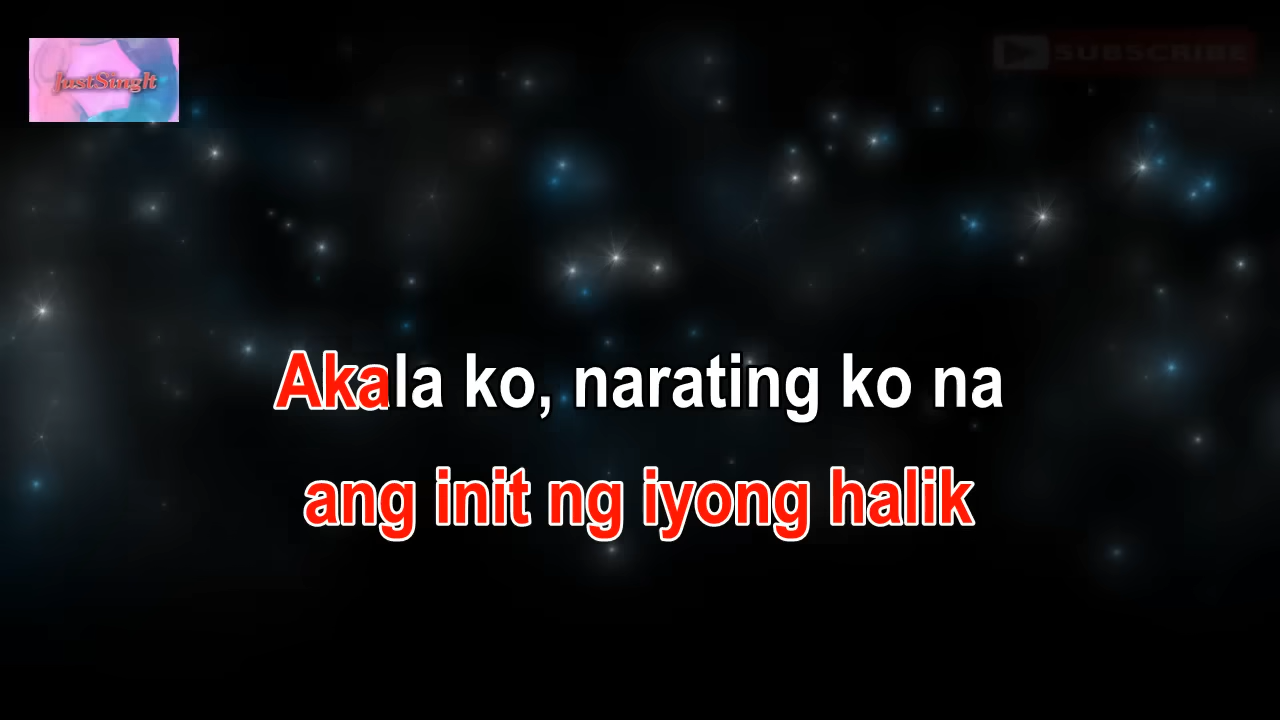 JustSingIt
SUBSCRIBE
Akala ko, narating ko na
ang init ng iyong halik